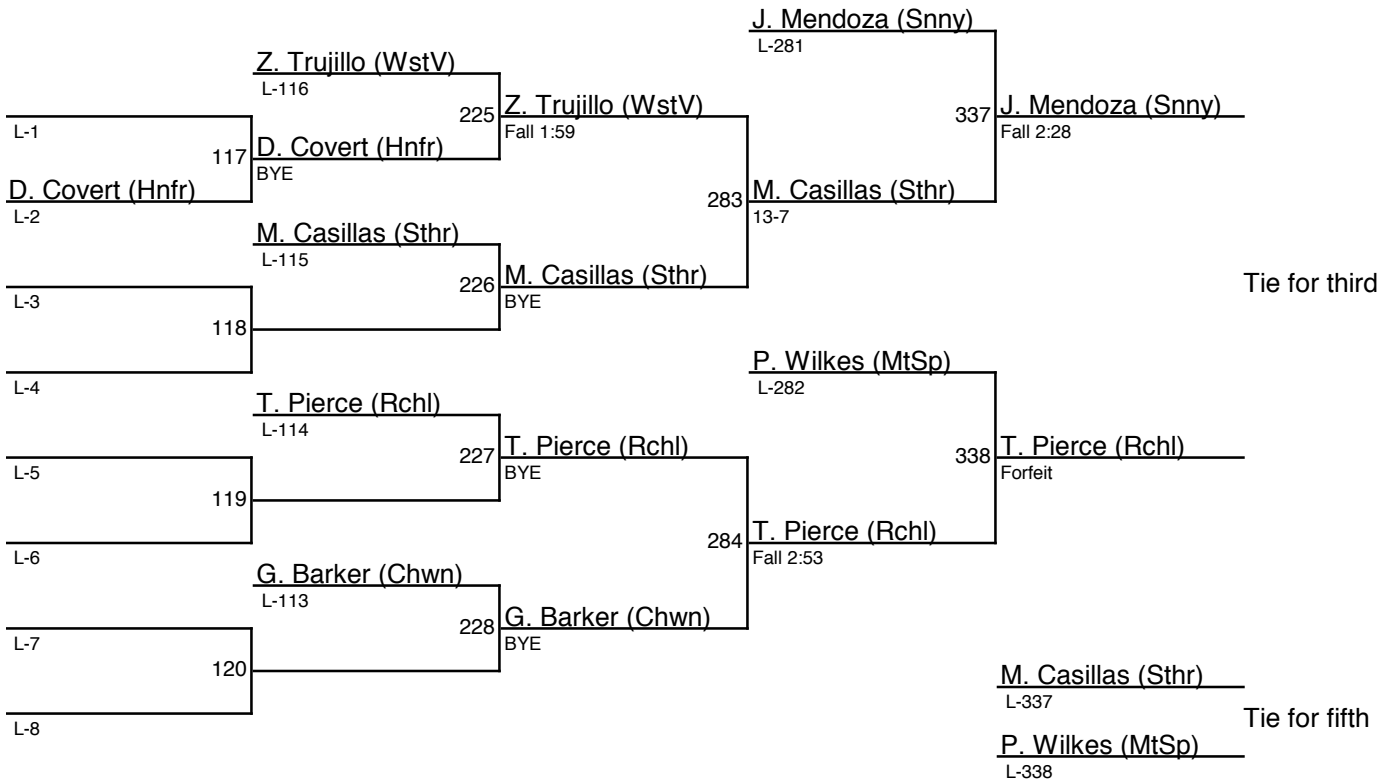 J. Mendoza (Snny)
L-281
Z. Trujillo (WstV)
L-116
225 Z. Trujillo (WstV)
Fall 1:59
337 J. Mendoza (Snny)
Fall 2:28
L-1
117 D. Covert (Hnfr)
BYE
D. Covert (Hnfr)
L-2
283 M. Casillas (Sthr)
13-7
M. Casillas (Sthr)
L-115
226 M. Casillas (Sthr)
BYE
Tie for third
L-3
118
L-4
P. Wilkes (MtSp)
L-282
T. Pierce (Rchl)
L-114
227 T. Pierce (Rchl)
BYE
338 T. Pierce (Rchl)
Forfeit
L-5
119
L-6
284 T. Pierce (Rchl)
Fall 2:53
G. Barker (Chwn)
L-113
228 G. Barker (Chwn)
BYE
L-7
120
L-8
M. Casillas (Sthr)
L-337
Tie for fifth
P. Wilkes (MtSp)
L-338